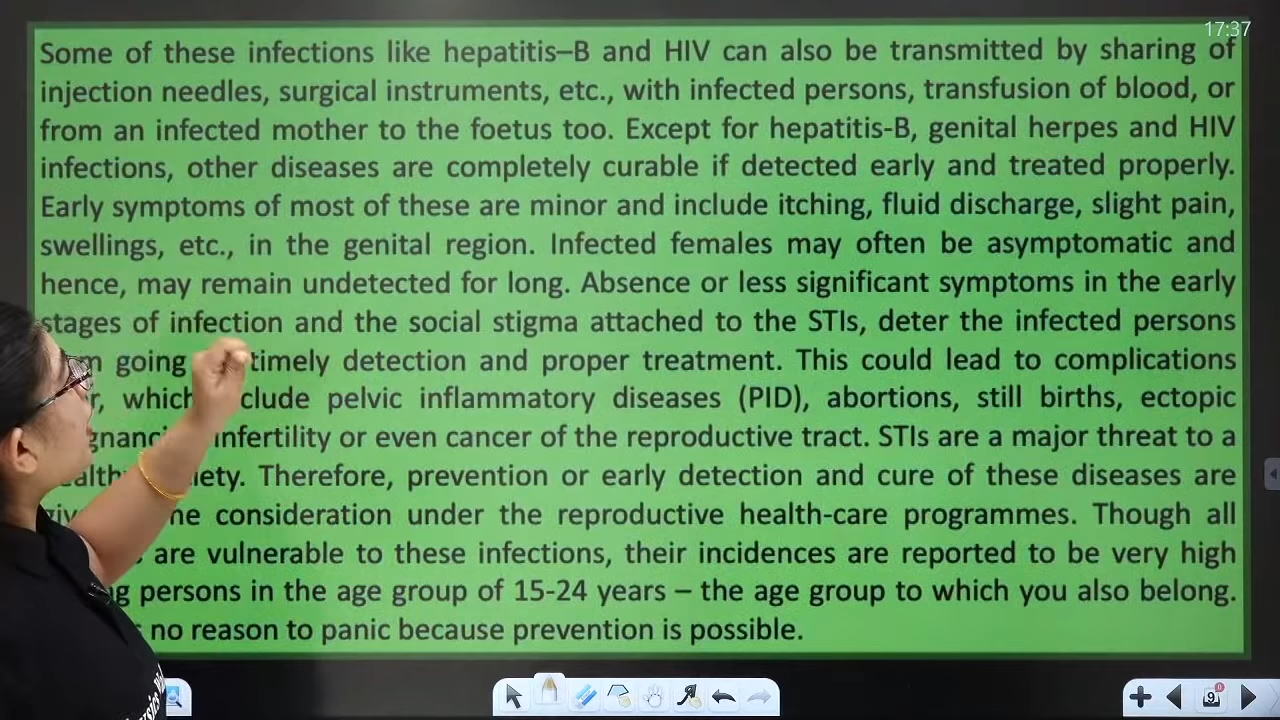 17:37
Some of these infections like hepatitis–B and HIV can also be transmitted by sharing of
injection needles, surgical instruments, etc., with infected persons, transfusion of blood, or
from an infected mother to the foetus too. Except for hepatitis-B, genital herpes and HIV
infections, other diseases are completely curable if detected early and treated properly.
Early symptoms of most of these are minor and include itching, fluid discharge, slight pain,
swellings, etc., in the genital region. Infected females may often be asymptomatic and
hence, may remain undetected for long. Absence or less significant symptoms in the early
stages of infection and the social stigma attached to the STIs, deter the infected persons
going timely detection and proper treatment. This could lead to complications
which pelvic inflammatory diseases (PID), abortions, still births, ectopic
infertility or even cancer of the reproductive tract. STIs are a major threat to a
Therefore, prevention or early detection and cure of these diseases are
consideration under the reproductive health-care programmes. Though all
are vulnerable to these infections, their incidences are reported to be very high
persons in the age group of 15-24 years – the age group to which you also belong.
no reason to panic because prevention is possible.
9